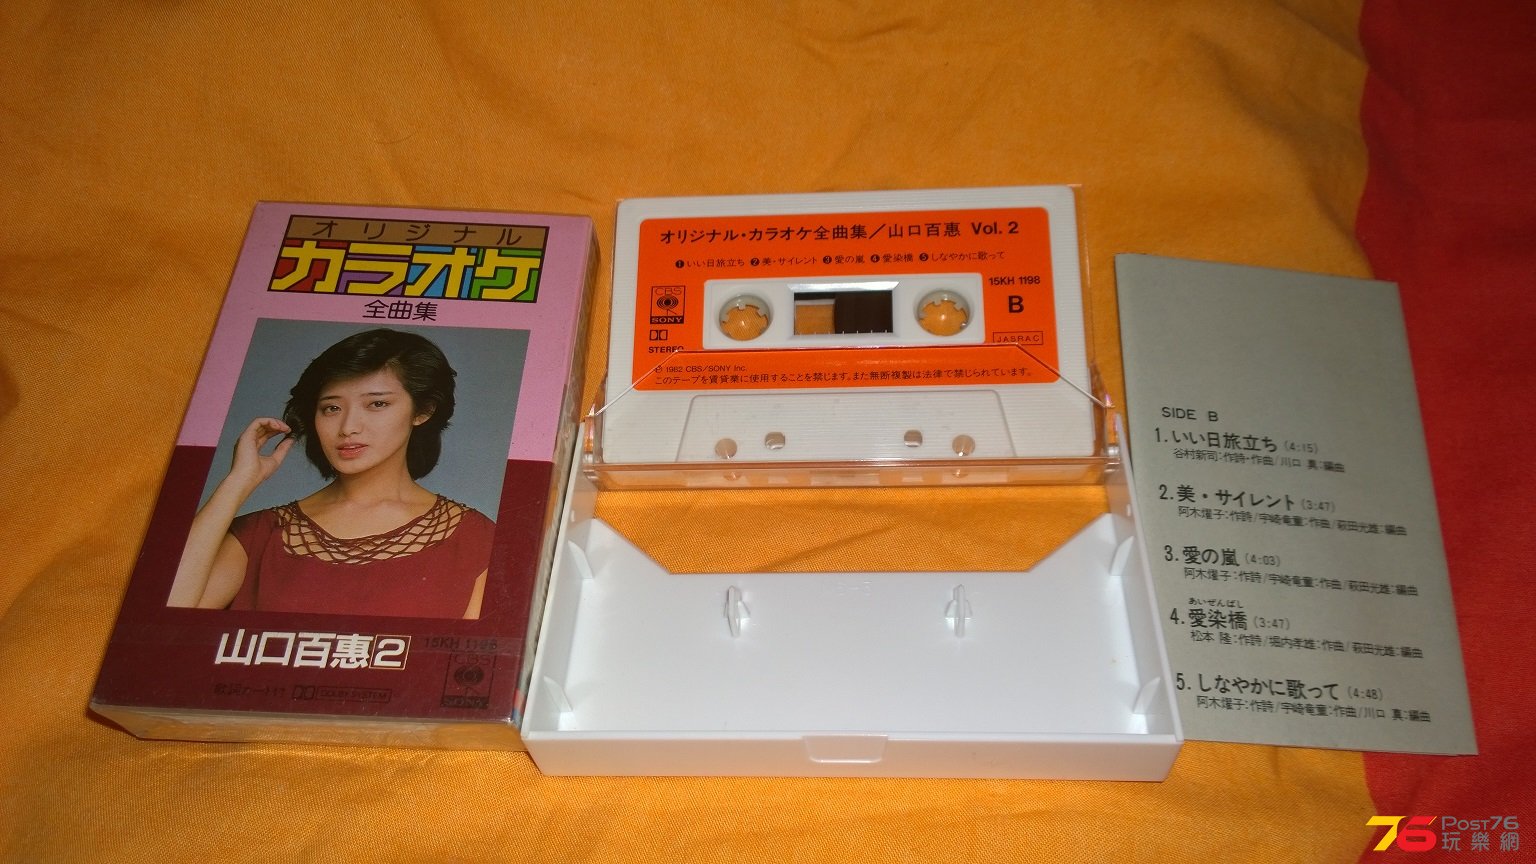 オリジナル
カラオケ
全曲集
山口百惠2
15KH 1198
CBS
SONY
歌詞カード付
DOLBY SYSTEM
オリジナル・カラオケ全曲集／山口百惠 Vol. 2
❶いい日旅立ち ❷美・サイレント ❸愛の嵐 ❹愛染橋 ❺しなやかに歌って
15KH 1198
CBS
SONY
B
STEREO
JASRAC
℗ 1982 CBS/SONY Inc.
このテープを賃貸業に使用することを禁じます。また無断複製は法律で禁じられています。
SIDE B
1. いい日旅立ち (4:15)
谷村新司:作詩・作曲/川口 真:編曲
2. 美・サイレント (3:47)
阿木燿子:作詩/宇崎竜童:作曲/萩田光雄:編曲
3. 愛の嵐 (4:03)
阿木燿子:作詩/宇崎竜童:作曲/萩田光雄:編曲
あいぜんばし
4. 愛染橋 (3:47)
松本 隆:作詩/堀内孝雄:作曲/萩田光雄:編曲
5. しなやかに歌って (4:48)
阿木燿子:作詩/宇崎竜童:作曲/川口 真:編曲
76 POST76
玩樂網